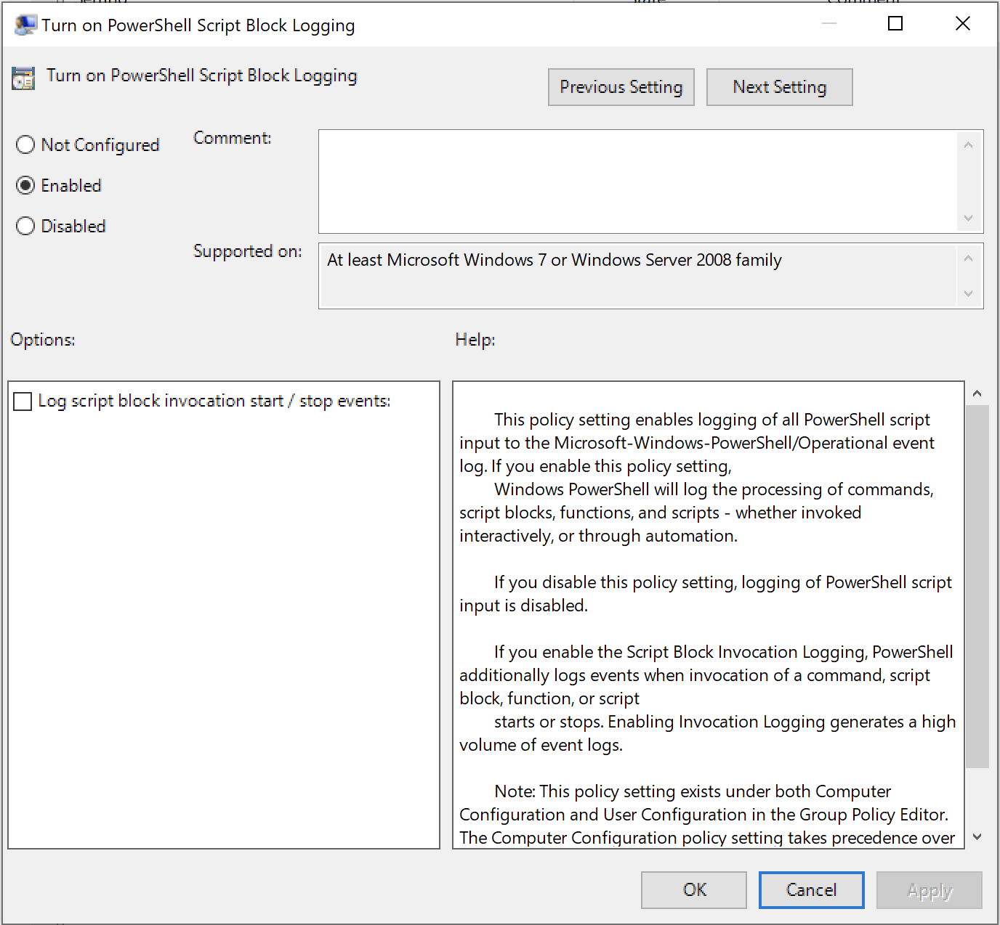 Turn on PowerShell Script Block Logging
Turn on PowerShell Script Block Logging
Previous Setting
Next Setting
Not Configured
Enabled
Disabled
Comment:
Supported on:
At least Microsoft Windows 7 or Windows Server 2008 family
Options:
Help:
Log script block invocation start / stop events:
This policy setting enables logging of all PowerShell script
input to the Microsoft-Windows-PowerShell/Operational event
log. If you enable this policy setting,
Windows PowerShell will log the processing of commands,
script blocks, functions, and scripts - whether invoked
interactively, or through automation.
If you disable this policy setting, logging of PowerShell script
input is disabled.
If you enable the Script Block Invocation Logging, PowerShell
additionally logs events when invocation of a command, script
block, function, or script
starts or stops. Enabling Invocation Logging generates a high
volume of event logs.
Note: This policy setting exists under both Computer
Configuration and User Configuration in the Group Policy Editor.
The Computer Configuration policy setting takes precedence over
OK
Cancel
Apply